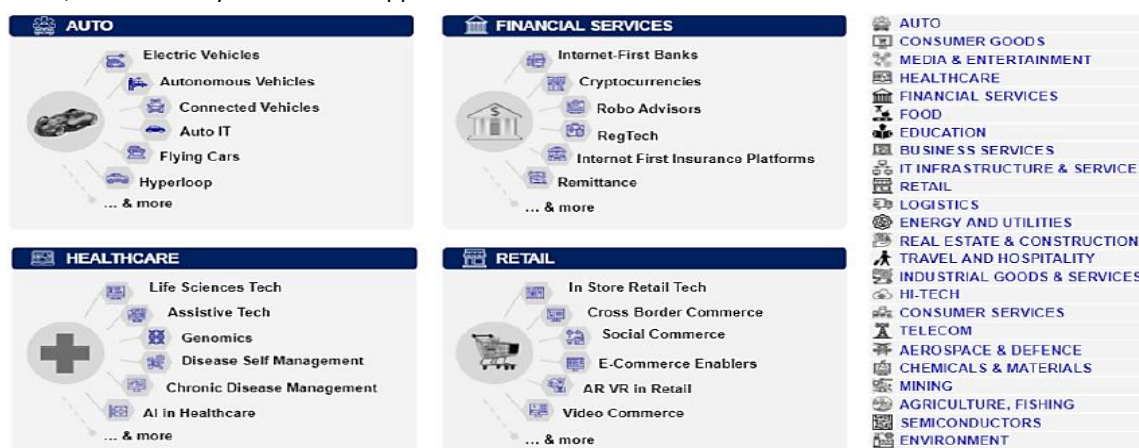 AUTO
Electric Vehicles
Autonomous Vehicles
Connected Vehicles
Auto IT
Flying Cars
Hyperloop
... & more
FINANCIAL SERVICES
Internet-First Banks
Cryptocurrencies
Robo Advisors
RegTech
Internet First Insurance Platforms
Remittance
... & more
HEALTHCARE
Life Sciences Tech
Assistive Tech
Genomics
Disease Self Management
Chronic Disease Management
AI in Healthcare
... & more
RETAIL
In Store Retail Tech
Cross Border Commerce
Social Commerce
E-Commerce Enablers
AR VR in Retail
Video Commerce
... & more
AUTO
CONSUMER GOODS
MEDIA & ENTERTAINMENT
HEALTHCARE
FINANCIAL SERVICES
FOOD
EDUCATION
BUSINESS SERVICES
IT INFRASTRUCTURE & SERVICE
RETAIL
LOGISTICS
ENERGY AND UTILITIES
REAL ESTATE & CONSTRUCTION
TRAVEL AND HOSPITALITY
INDUSTRIAL GOODS & SERVICES
HI-TECH
CONSUMER SERVICES
TELECOM
AEROSPACE & DEFENCE
CHEMICALS & MATERIALS
MINING
AGRICULTURE, FISHING
SEMICONDUCTORS
ENVIRONMENT